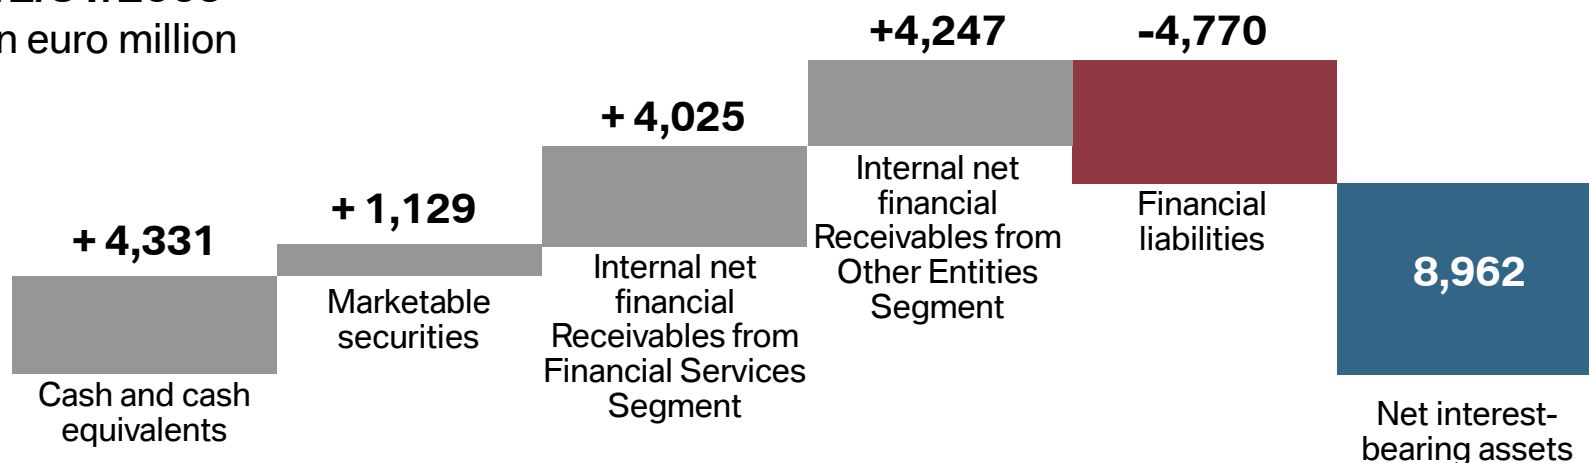 n euro million
+4,247
-4,770
+ 4,025
+ 1,129
+ 4,331
8,962
Cash and cash
equivalents
Marketable
securities
Internal net
financial
Receivables from
Financial Services
Segment
Internal net
financial
Receivables from
Other Entities
Segment
Financial
liabilities
Net interest-
bearing assets